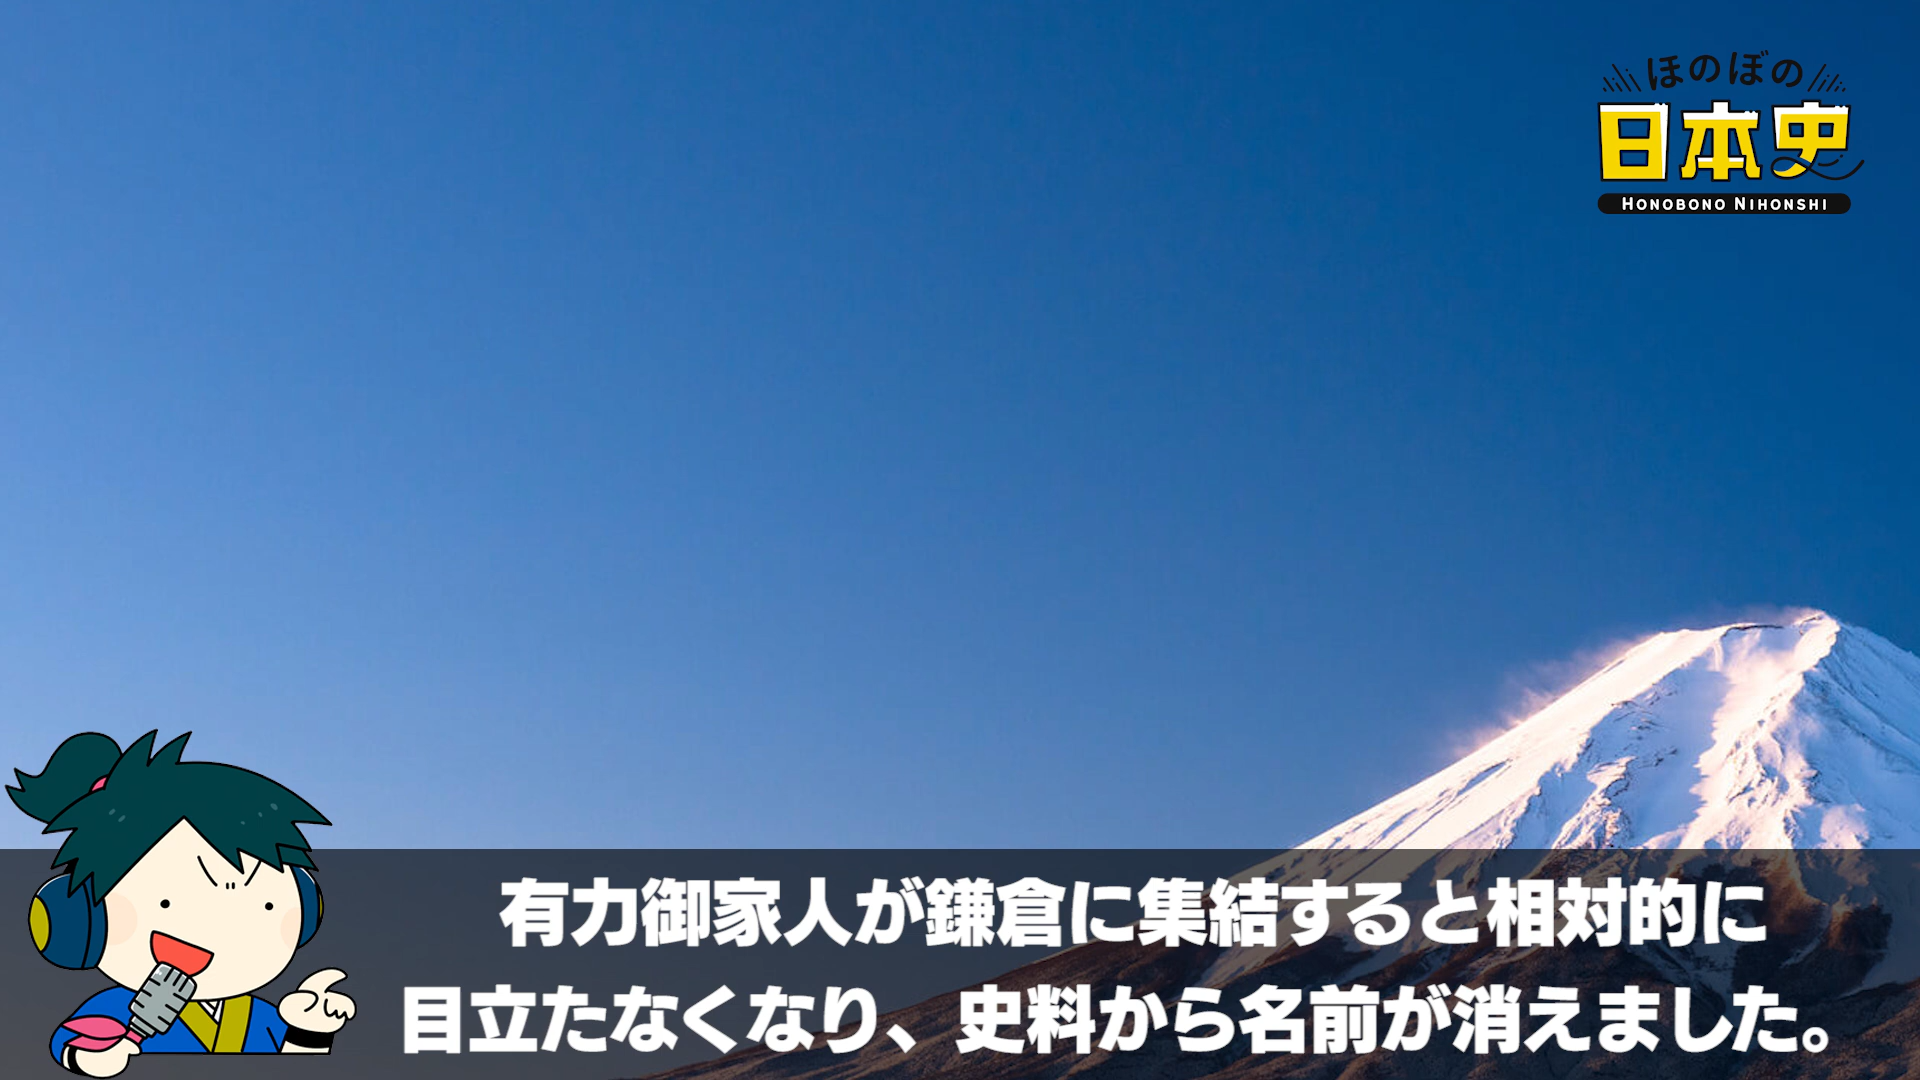 ほのぼの
日本史
HONOBONO NIHONSHI
有力御家人が鎌倉に集結すると相対的に
目立たなくなり、史料から名前が消えました。